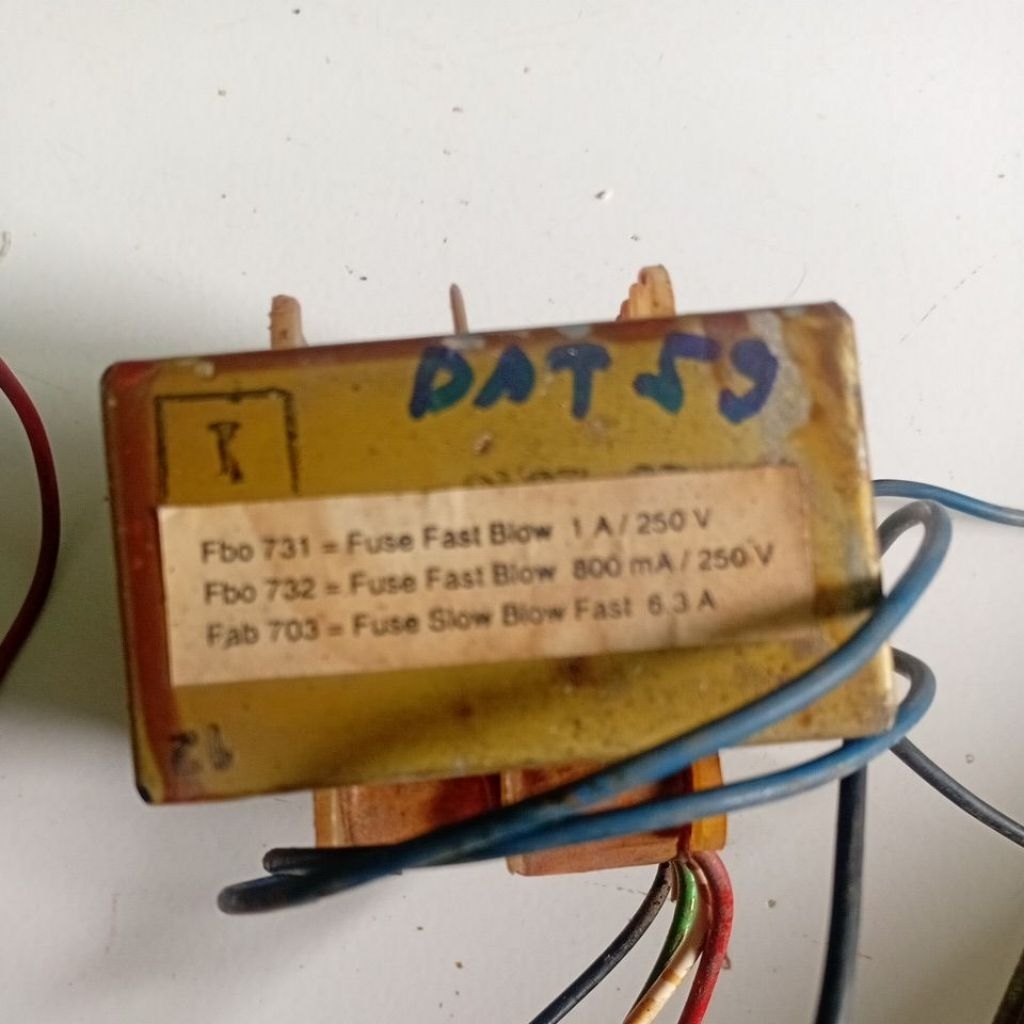 DAT 59
K
Fbo 731 = Fuse Fast Blow 1 A / 250 V
Fbo 732 = Fuse Fast Blow 800 mA / 250 V
Fab 703 = Fuse Slow Blow Fast 6.3 A